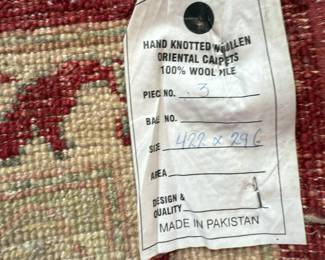 HAND KNOTTED WOOLLEN
ORIENTAL CARPETS
100% WOOL PILE
PIECE NO. 3
BALE NO.
SIZE 422 x 296
AREA
DESIGN &
QUALITY
MADE IN PAKISTAN